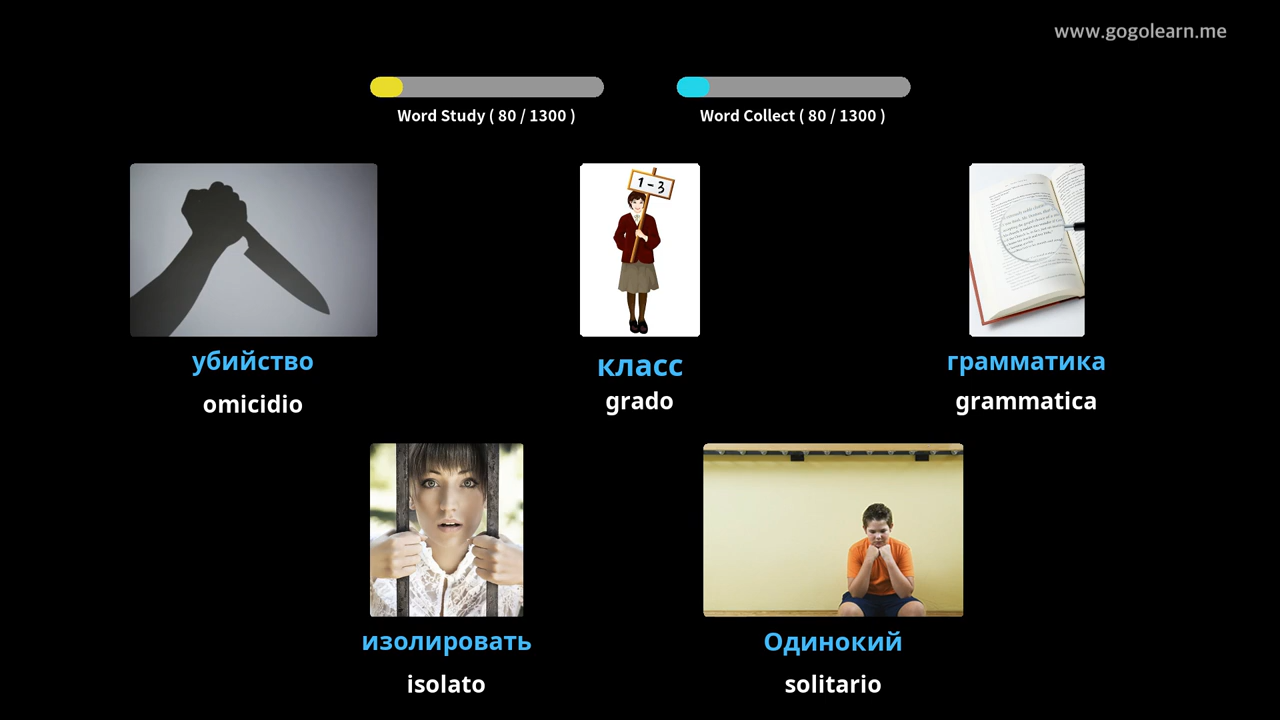 www.gogolearn.me
Word Study ( 80 / 1300 )
Word Collect ( 80 / 1300 )
1 - 3
убийство
omicidio
класс
grado
грамматика
grammatica
изолировать
isolato
Одинокий
solitario